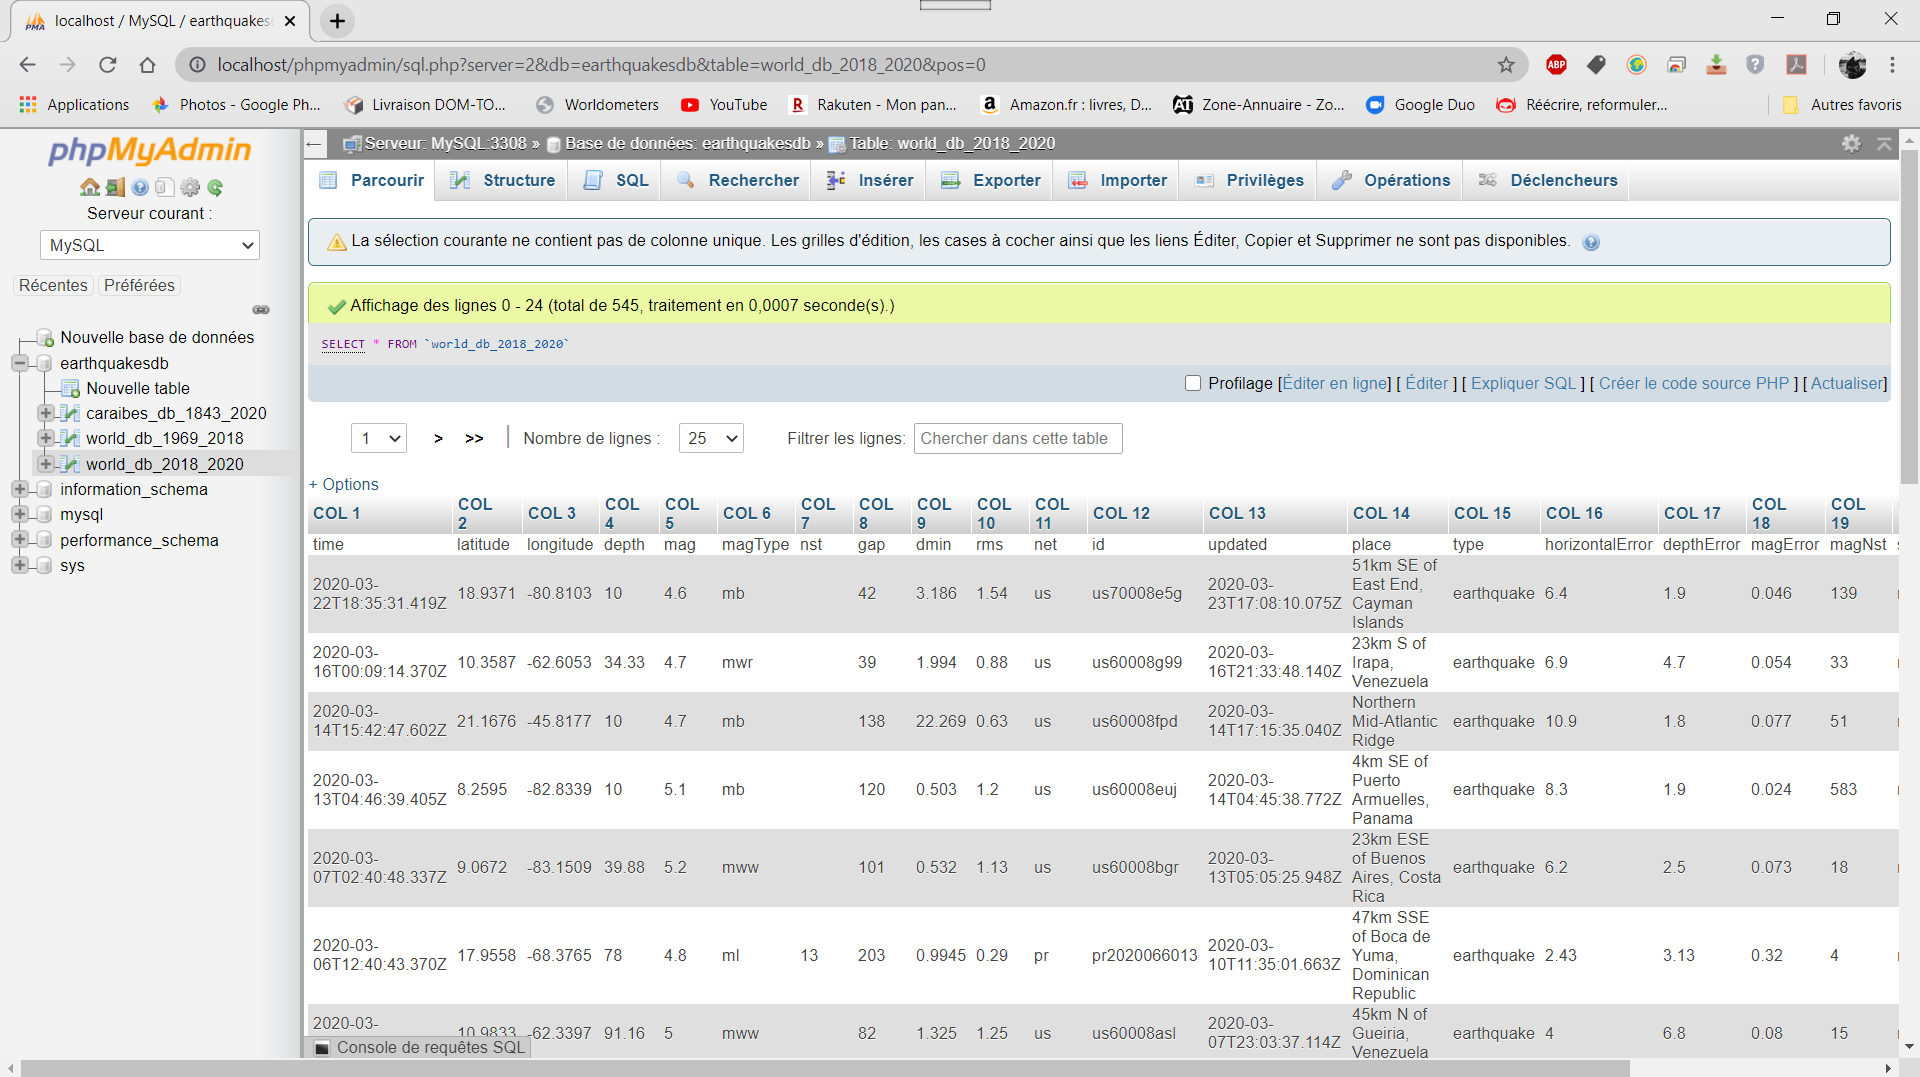 localhost / MySQL / earthquakes
localhost/phpmyadmin/sql.php?server=2&db=earthquakesdb&table=world_db_2018_2020&pos=0
Applications
Photos - Google Ph...
Livraison DOM-TO...
Worldometers
YouTube
Rakuten - Mon pan...
Amazon.fr : livres, D...
Zone-Annuaire - Zo...
Google Duo
Réécrire, reformuler...
Autres favoris
phpMyAdmin
Serveur courant :
MySQL
Récentes Préférées
Nouvelle base de données
earthquakesdb
Nouvelle table
caraibes_db_1843_2020
world_db_1969_2018
world_db_2018_2020
information_schema
mysql
performance_schema
sys
Serveur: MySQL:3308 » Base de données: earthquakesdb » Table: world_db_2018_2020
Parcourir Structure SQL Rechercher Insérer Exporter Importer Privilèges Opérations Déclencheurs
La sélection courante ne contient pas de colonne unique. Les grilles d'édition, les cases à cocher ainsi que les liens Éditer, Copier et Supprimer ne sont pas disponibles.
Affichage des lignes 0 - 24 (total de 545, traitement en 0,0007 seconde(s).)
SELECT * FROM `world_db_2018_2020`
Profilage [Éditer en ligne] [ Éditer ] [ Expliquer SQL ] [ Créer le code source PHP ] [ Actualiser]
1 > >> Nombre de lignes : 25 Filtrer les lignes: Chercher dans cette table
+ Options
COL 1 COL 2 COL 3 COL 4 COL 5 COL 6 COL 7 COL 8 COL 9 COL 10 COL 11 COL 12 COL 13 COL 14 COL 15 COL 16 COL 17 COL 18 COL 19
time latitude longitude depth mag magType nst gap dmin rms net id updated place type horizontalError depthError magError magNst
2020-03-22T18:35:31.419Z 18.9371 -80.8103 10 4.6 mb 42 3.186 1.54 us us70008e5g 2020-03-23T17:08:10.075Z 51km SE of East End, Cayman Islands earthquake 6.4 1.9 0.046 139
2020-03-16T00:09:14.370Z 10.3587 -62.6053 34.33 4.7 mwr 39 1.994 0.88 us us60008g99 2020-03-16T21:33:48.140Z 23km S of Irapa, Venezuela earthquake 6.9 4.7 0.054 33
2020-03-14T15:42:47.602Z 21.1676 -45.8177 10 4.7 mb 138 22.269 0.63 us us60008fpd 2020-03-14T17:15:35.040Z Northern Mid-Atlantic Ridge earthquake 10.9 1.8 0.077 51
2020-03-13T04:46:39.405Z 8.2595 -82.8339 10 5.1 mb 120 0.503 1.2 us us60008euj 2020-03-14T04:45:38.772Z 4km SE of Puerto Armuelles, Panama earthquake 8.3 1.9 0.024 583
2020-03-07T02:40:48.337Z 9.0672 -83.1509 39.88 5.2 mww 101 0.532 1.13 us us60008bgr 2020-03-13T05:05:25.948Z 23km ESE of Buenos Aires, Costa Rica earthquake 6.2 2.5 0.073 18
2020-03-06T12:40:43.370Z 17.9558 -68.3765 78 4.8 ml 13 203 0.9945 0.29 pr pr2020066013 2020-03-10T11:35:01.663Z 47km SSE of Boca de Yuma, Dominican Republic earthquake 2.43 3.13 0.32 4
2020-03- 10.9833 -62.3397 91.16 5 mww 82 1.325 1.25 us us60008asl 2020-03-07T23:03:37.114Z 45km N of Gueiria, Venezuela earthquake 4 6.8 0.08 15
Console de requêtes SQL